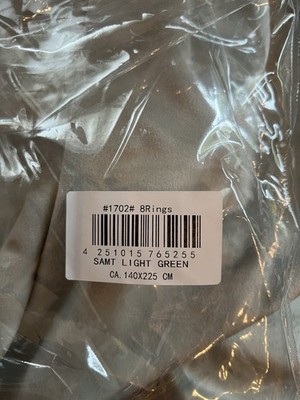 #1702# 8Rings
4 251015 765255
SAMT LIGHT GREEN
CA.140X225 CM